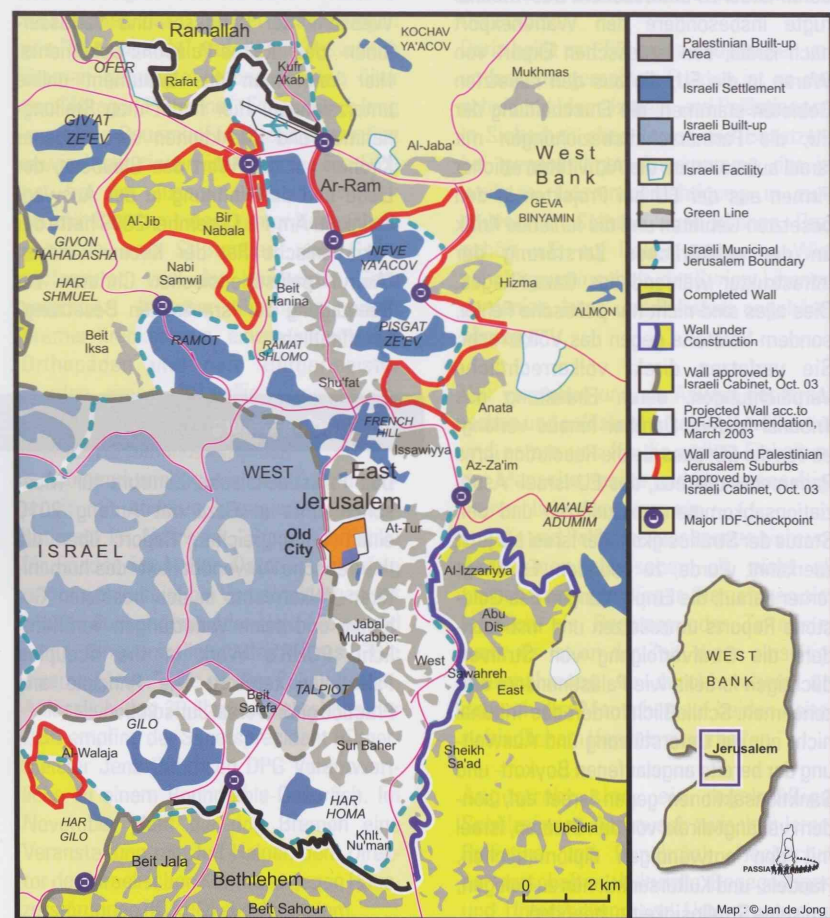 Ramallah
OFER
Rafat
Kufr
Akab
KOCHAV
YA'ACOV
Mukhmas
GIV'AT
ZE'EV
Al-Jaba'
West
Bank
Ar-Ram
GEVA
BINYAMIN
Al-Jib
Bir
Nabala
GIVON
HAHADASHA
NEVE
YA'ACOV
Nabi
Samwil
HAR
SHMUEL
Beit
Hanina
Hizma
ALMON
PISGAT
ZE'EV
Beit
Iksa
RAMOT
RAMAT
SHLOMO
Shu'fat
Anata
FRENCH
HILL
Issawiyya
WEST
East
Jerusalem
Az-Za'im
MA'ALE
ADUMIM
ISRAEL
Old
City
At-Tur
Al-Izzariyya
Abu
Dis
Jabal
Mukabber
West
Sawahreh
East
Beit
Safafa
TALPIOT
GILO
Al-Walaja
Sur Baher
Sheikh
Sa'ad
HAR
HOMA
HAR
GILO
Khlt.
Nu'man
Ubeidia
Beit Jala
Bethlehem
Beit Sahour
0 2 km
Palestinian Built-up
Area
Israeli Settlement
Israeli Built-up
Area
Israeli Facility
Green Line
Israeli Municipal
Jerusalem Boundary
Completed Wall
Wall under
Construction
Wall approved by
Israeli Cabinet, Oct. 03
Projected Wall acc.to
IDF-Recommendation,
March 2003
Wall around Palestinian
Jerusalem Suburbs
approved by
Israeli Cabinet, Oct. 03
Major IDF-Checkpoint
WEST
BANK
Jerusalem
PASSIA
Map : © Jan de Jong